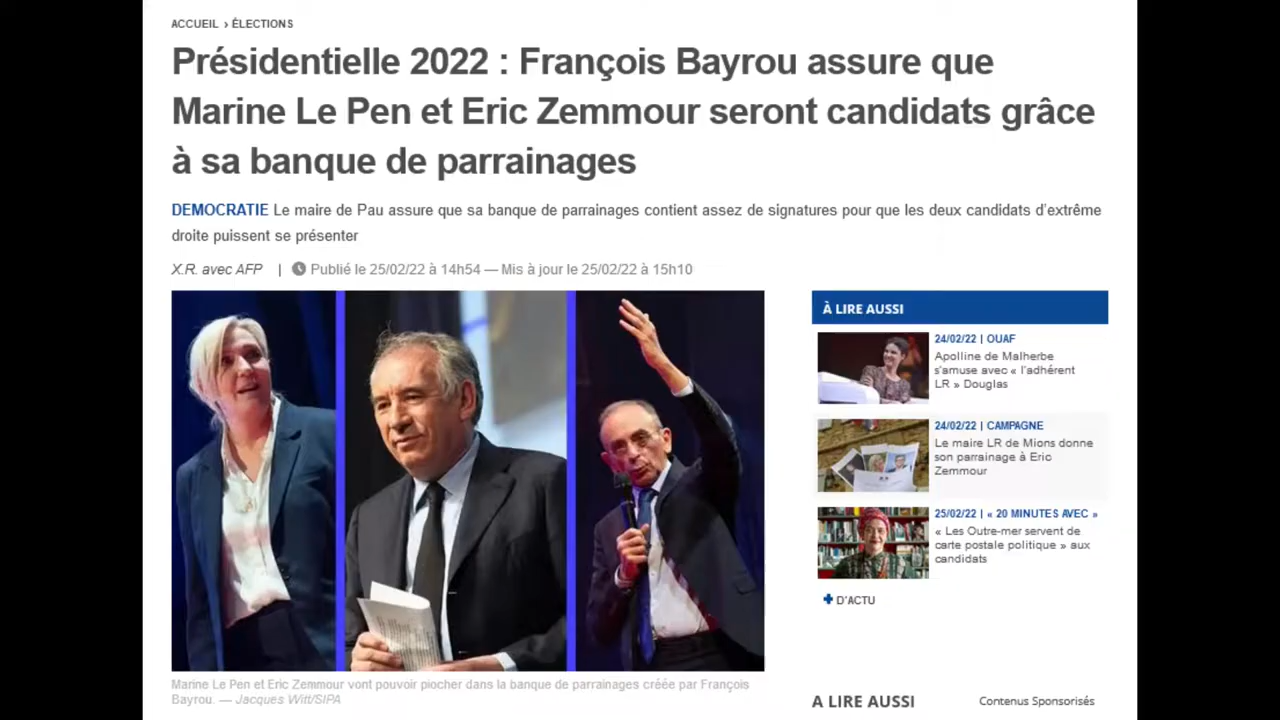 ACCUEIL › ÉLECTIONS
Présidentielle 2022 : François Bayrou assure que
Marine Le Pen et Eric Zemmour seront candidats grâce
à sa banque de parrainages
DEMOCRATIE Le maire de Pau assure que sa banque de parrainages contient assez de signatures pour que les deux candidats d'extrême
droite puissent se présenter
X.R. avec AFP | Publié le 25/02/22 à 14h54 — Mis à jour le 25/02/22 à 15h10
À LIRE AUSSI
24/02/22 | OUAF
Apolline de Malherbe
s'amuse avec « l'adhérent
LR » Douglas
24/02/22 | CAMPAGNE
Le maire LR de Mions donne
son parrainage à Eric
Zemmour
25/02/22 | « 20 MINUTES AVEC »
« Les Outre-mer servent de
carte postale politique » aux
candidats
+ D'ACTU
Marine Le Pen et Eric Zemmour vont pouvoir piocher dans la banque de parrainages créée par François
Bayrou. — Jacques Witt/SIPA
A LIRE AUSSI
Contenus Sponsorisés